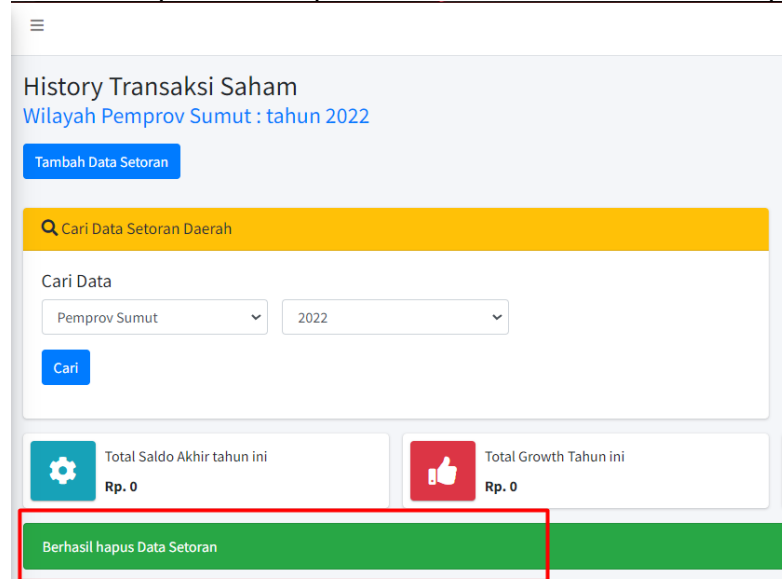 History Transaksi Saham
Wilayah Pemprov Sumut : tahun 2022
Tambah Data Setoran
Cari Data Setoran Daerah
Cari Data
Pemprov Sumut
2022
Cari
Total Saldo Akhir tahun ini
Rp. 0
Total Growth Tahun ini
Rp. 0
Berhasil hapus Data Setoran